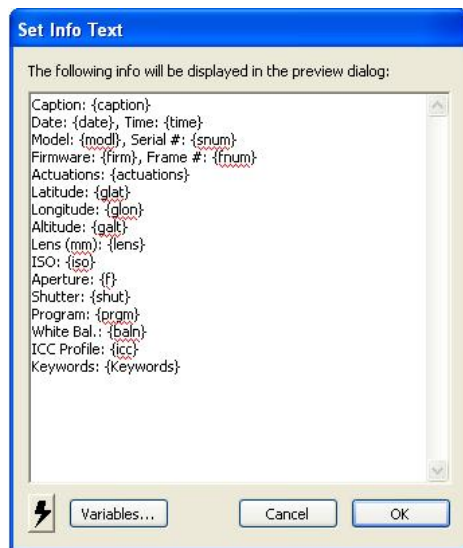 Set Info Text
The following info will be displayed in the preview dialog:
Caption: {caption}
Date: {date}, Time: {time}
Model: {modl}, Serial #: {snum}
Firmware: {firm}, Frame #: {fnum}
Actuations: {actuations}
Latitude: {glat}
Longitude: {glon}
Altitude: {galt}
Lens (mm): {lens}
ISO: {iso}
Aperture: {f}
Shutter: {shut}
Program: {prgm}
White Bal.: {baln}
ICC Profile: {icc}
Keywords: {Keywords}
Variables... Cancel OK